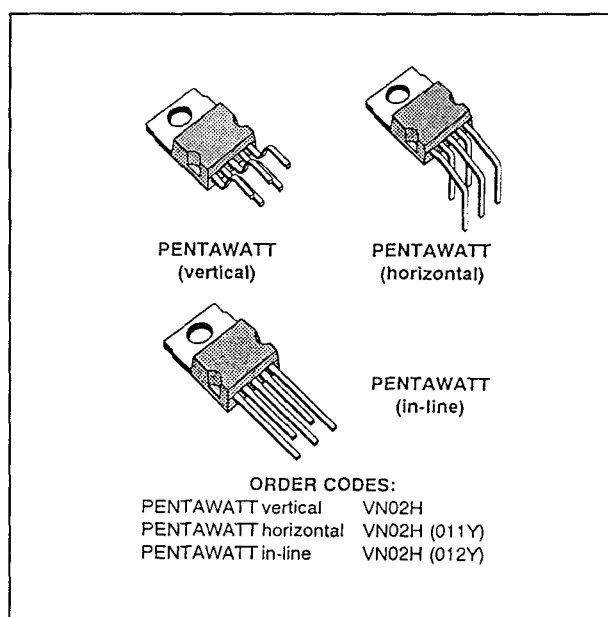 PENTAWATT
(vertical)
PENTAWATT
(horizontal)
PENTAWATT
(in-line)
ORDER CODES:
PENTAWATT vertical VN02H
PENTAWATT horizontal VN02H (011Y)
PENTAWATT in-line VN02H (012Y)